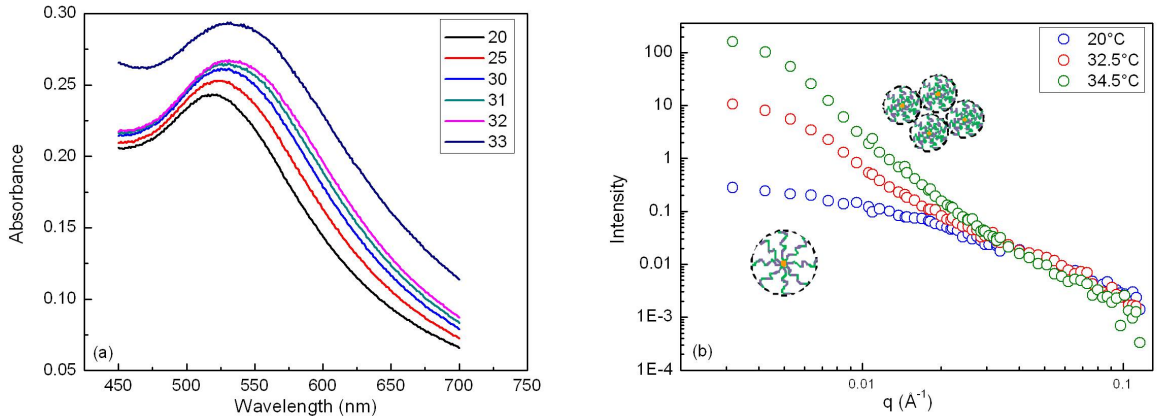 0.30
0.25
0.20
0.15
0.10
0.05
Absorbance
20
25
30
31
32
33
(a)
450 500 550 600 650 700 750
Wavelength (nm)
100
10
1
0.1
0.01
1E-3
1E-4
Intensity
20°C
32.5°C
34.5°C
(b)
0.01 0.1
q (Å⁻¹)